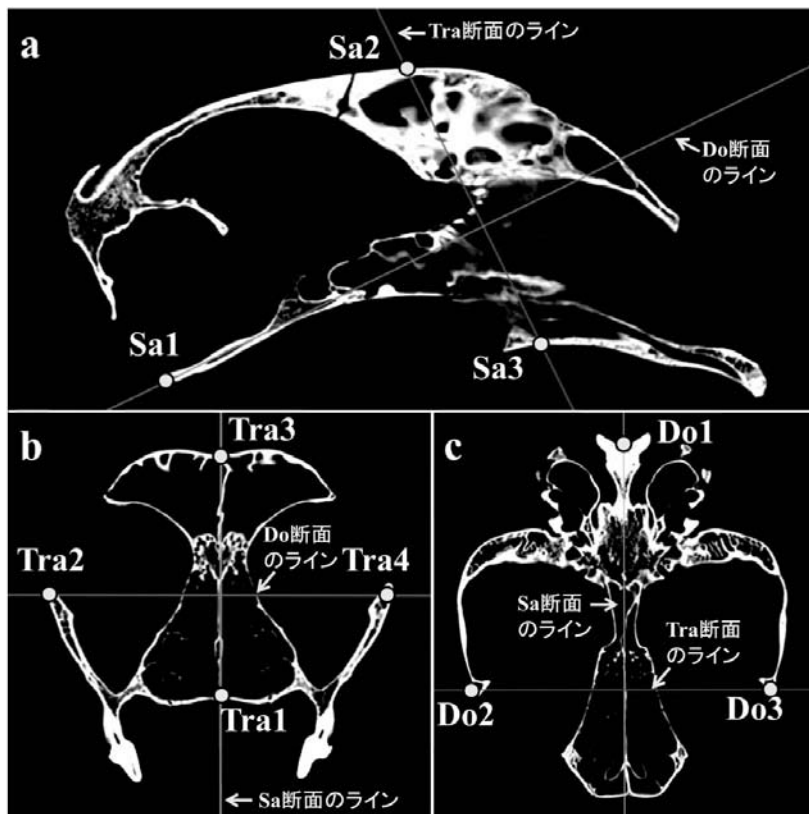 a
Sa2
Tra断面のライン
Do断面
のライン
Sa1
Sa3
b
Tra3
Do断面
のライン
Tra2
Tra4
Tra1
Sa断面のライン
c
Do1
Sa断面
のライン
Tra断面
のライン
Do2
Do3